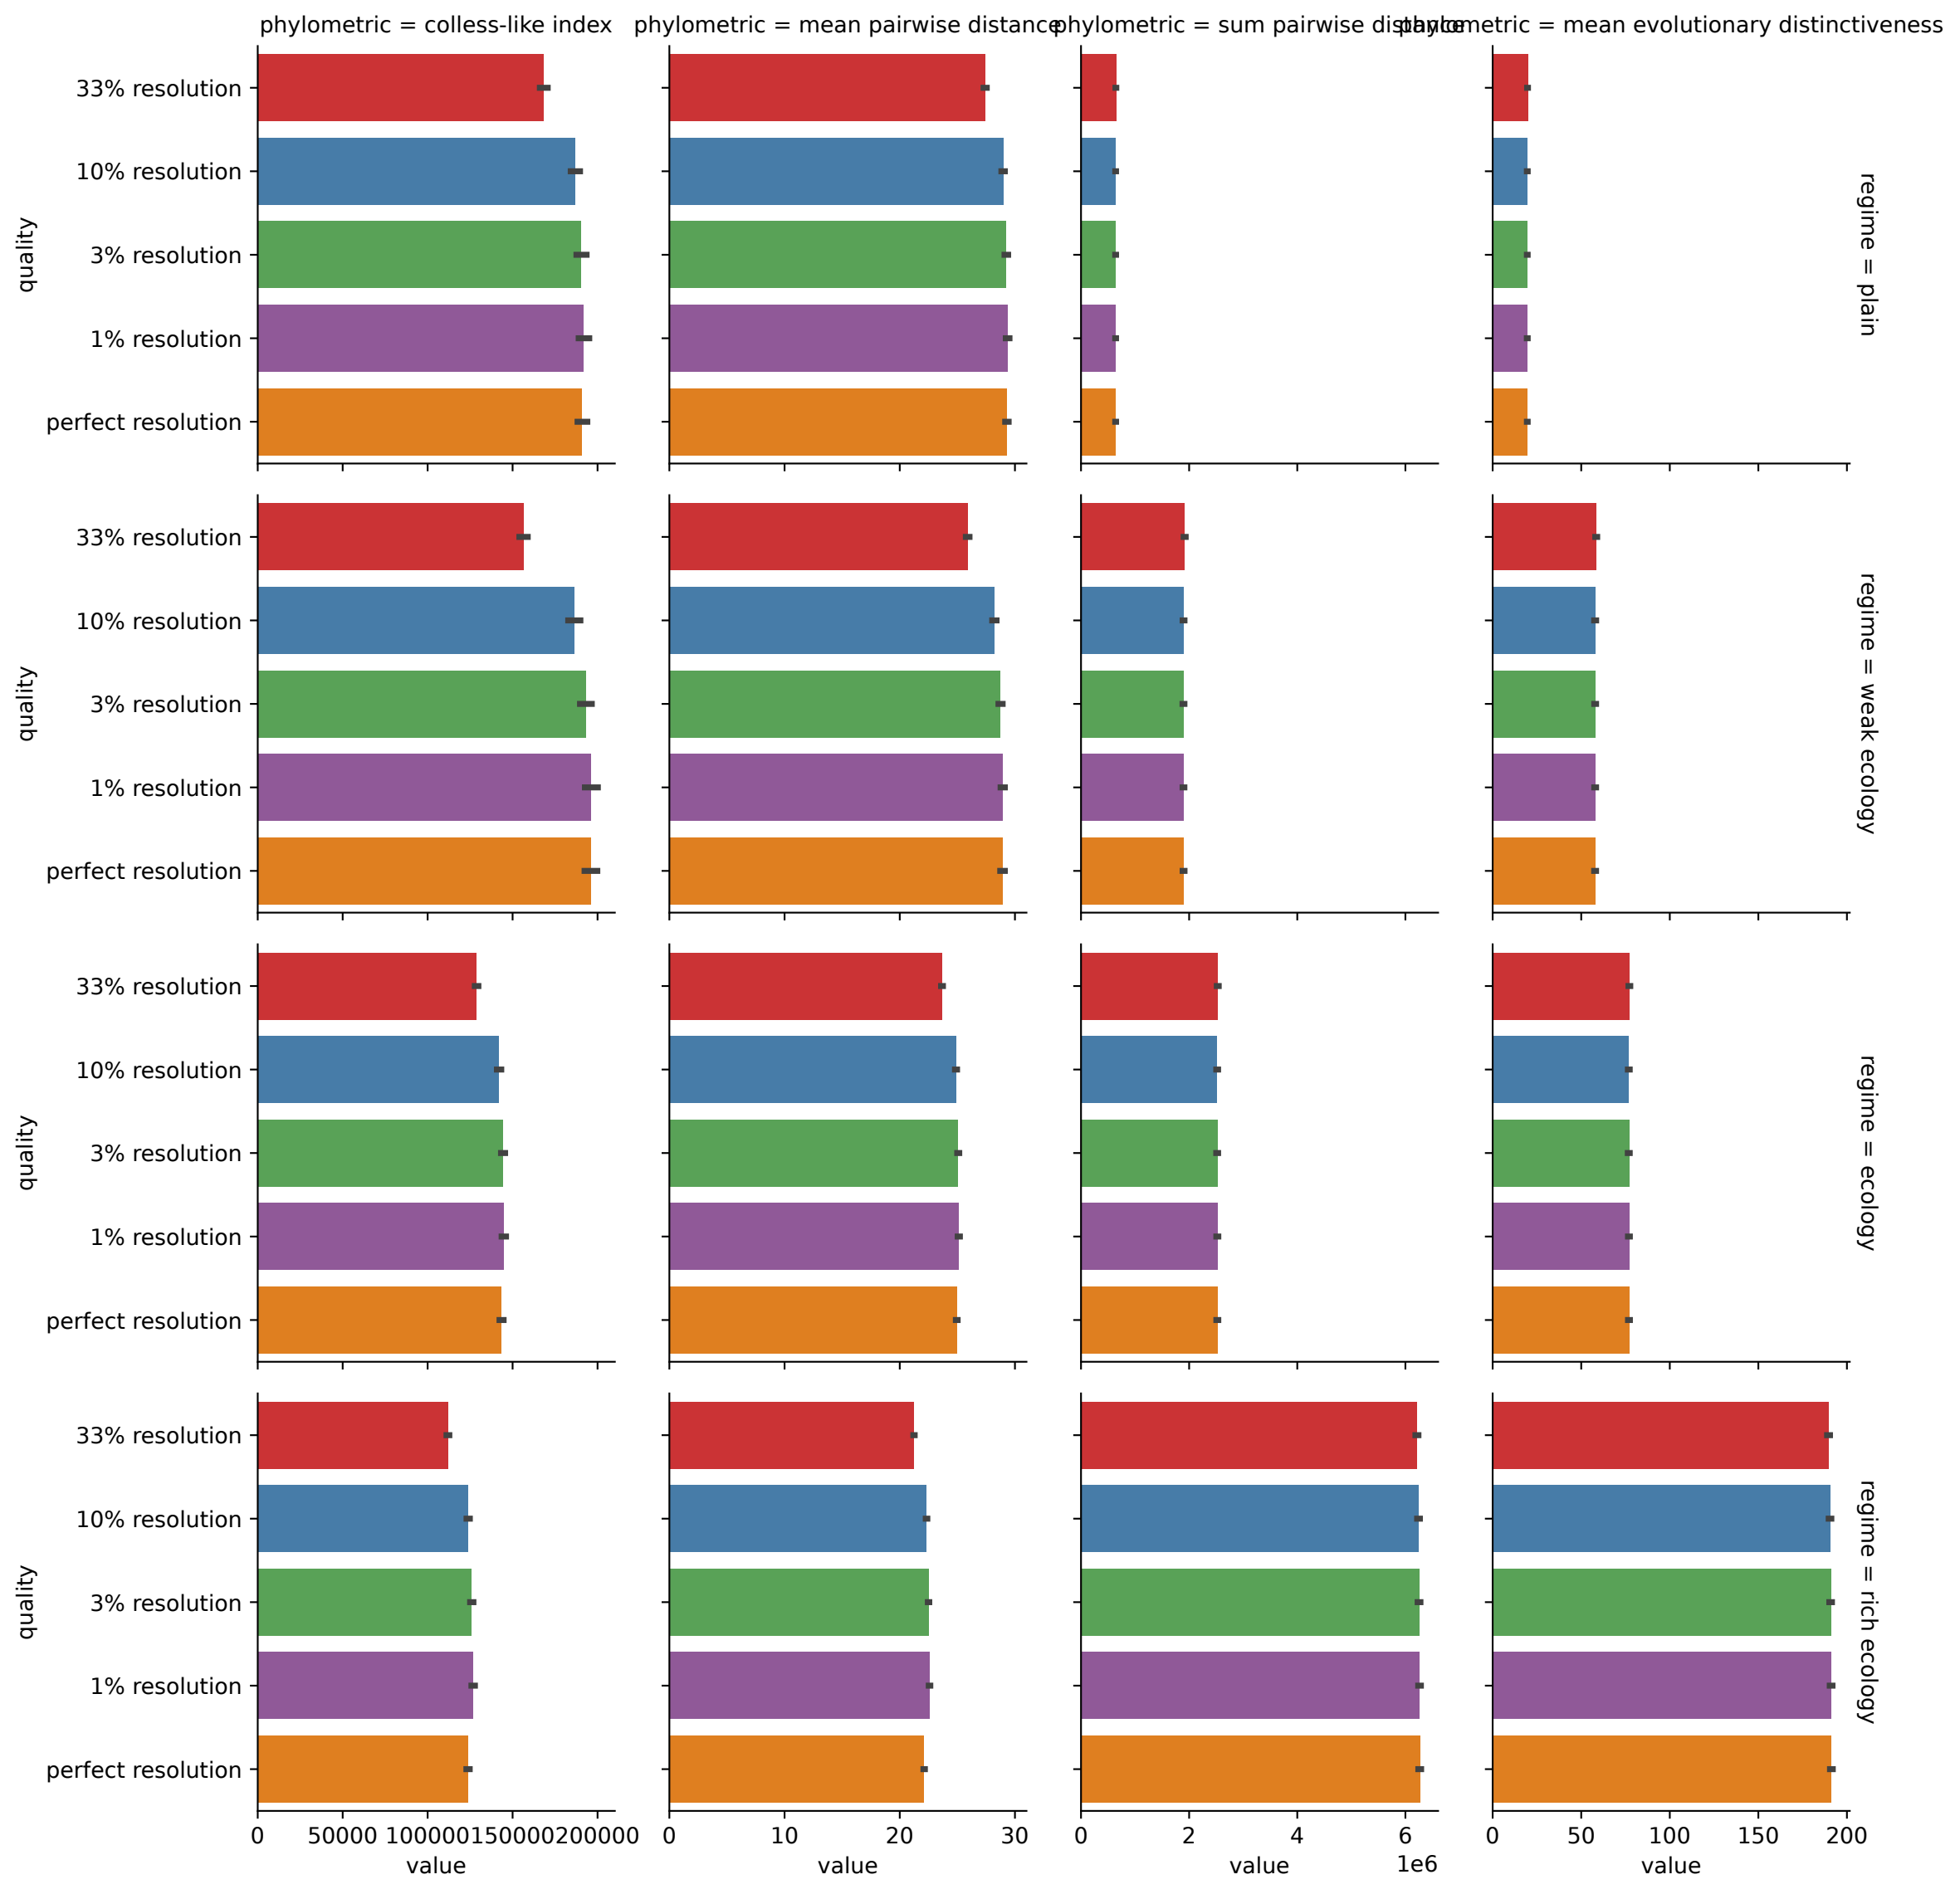 phylometric = colless-like index
phylometric = mean pairwise distance
phylometric = sum pairwise distance
phylometric = mean evolutionary distinctiveness
quality
33% resolution
10% resolution
3% resolution
1% resolution
perfect resolution
regime = plain
quality
33% resolution
10% resolution
3% resolution
1% resolution
perfect resolution
regime = weak ecology
quality
33% resolution
10% resolution
3% resolution
1% resolution
perfect resolution
regime = ecology
quality
33% resolution
10% resolution
3% resolution
1% resolution
perfect resolution
regime = rich ecology
0 50000 100000 150000 200000
value
0 10 20 30
value
0 2 4 6
1e6
value
0 50 100 150 200
value